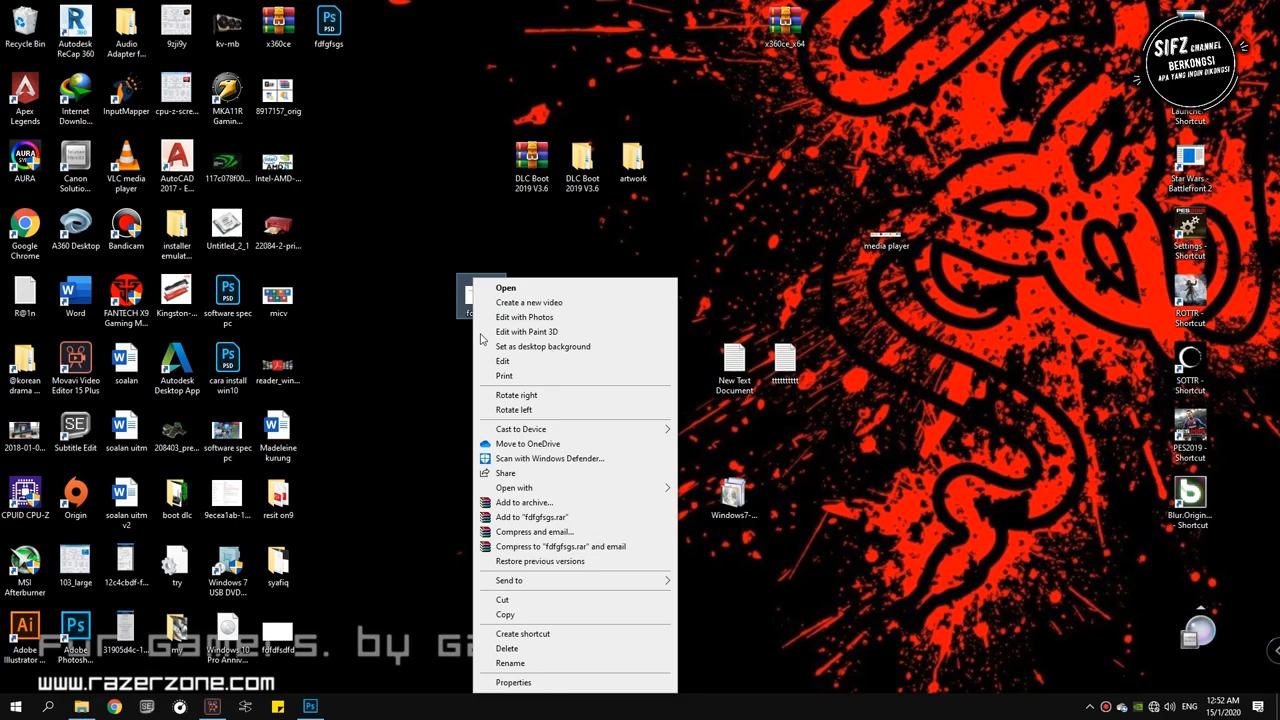 Recycle Bin
Autodesk
ReCap 360
Audio
Adapter f...
9zji9y
kv-mb
x360ce
fdfgfsgs
x360ce_x64
SIFZ CHANNEL
BERKONGSI
APA YANG INGIN DIKONGSI
Apex
Legends
Internet
Downlo...
InputMapper
cpu-z-scre...
MKA11R
Gamin...
8917157_orig
Launcher -
Shortcut
AURA
Canon
Solutio...
VLC media
player
AutoCAD
2017 - E...
117c078f00...
Intel-AMD-...
DLC Boot
2019 V3.6
DLC Boot
2019 V3.6
artwork
Star Wars -
Battlefront 2
Google
Chrome
A360 Desktop
Bandicam
installer
emulat...
Untitled_2_1
22084-2-pri...
media player
Settings -
Shortcut
R@1n
Word
FANTECH X9
Gaming M...
Kingston-...
software spec
pc
micv
ROTTR -
Shortcut
@korean
drama ...
Movavi Video
Editor 15 Plus
soalan
Autodesk
Desktop App
cara install
win10
reader_win...
New Text
Document
tttttttttt
SOTTR -
Shortcut
2018-01-0...
Subtitle Edit
soalan uitm
208403_pre...
software spec
pc
Madeleine
kurung
PES2019 -
Shortcut
CPUID CPU-Z
Origin
soalan uitm
v2
boot dlc
9ceca1ab-1...
resit on9
Windows7-...
Blur.Origin...
- Shortcut
MSI
Afterburner
103_large
12c4cbdf-f...
try
Windows 7
USB DVD...
syafiq
Adobe
Illustrator ...
Adobe
Photosh...
31905d4c-1...
my
Windows 10
Pro Anniv...
fdfdfsdfd
Open
Create a new video
Edit with Photos
Edit with Paint 3D
Set as desktop background
Edit
Print
Rotate right
Rotate left
Cast to Device
Move to OneDrive
Scan with Windows Defender...
Share
Open with
Add to archive...
Add to "fdfgfsgs.rar"
Compress and email...
Compress to "fdfgfsgs.rar" and email
Restore previous versions
Send to
Cut
Copy
Create shortcut
Delete
Rename
Properties
www.razerzone.com
ENG
12:52 AM
15/1/2020